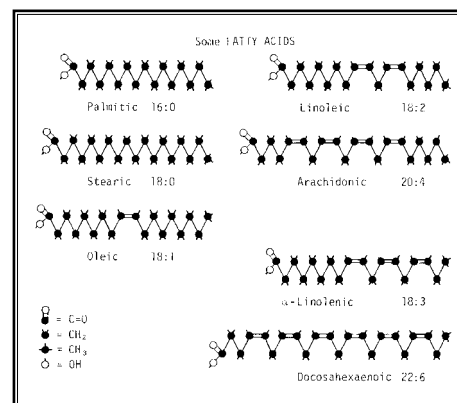 Some FATTY ACIDS
Palmitic 16:0
Linoleic 18:2
Stearic 18:0
Arachidonic 20:4
Oleic 18:1
α-Linolenic 18:3
= C=O
= CH₂
= CH₃
= OH
Docosahexaenoic 22:6